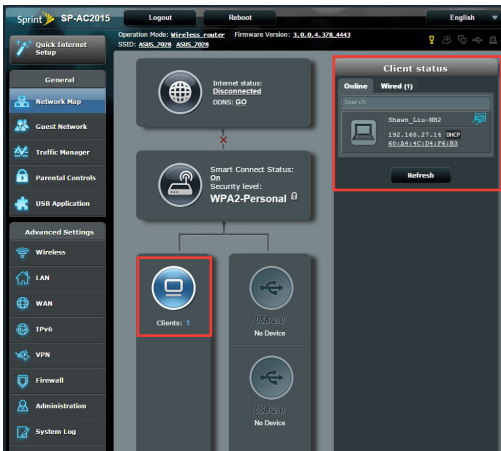 Sprint SP-AC2015 Logout Reboot English
Operation Mode: Wireless router Firmware Version: 3.0.0.4.378_4443
SSID: ASUS_7028 ASUS_7028
Quick Internet
Setup
General
Network Map
Guest Network
Traffic Manager
Parental Controls
USB Application
Advanced Settings
Wireless
LAN
WAN
IPv6
VPN
Firewall
Administration
System Log
Internet status:
Disconnected
DDNS: GO
Smart Connect Status:
On
Security level:
WPA2-Personal
Clients: 1
USB 2.0
No Device
USB 2.0
No Device
Client status
Online Wired (1)
Search
Shawn_Liu-NB2
192.168.27.14 DHCP
60:A4:4C:D4:F6:B3
Refresh